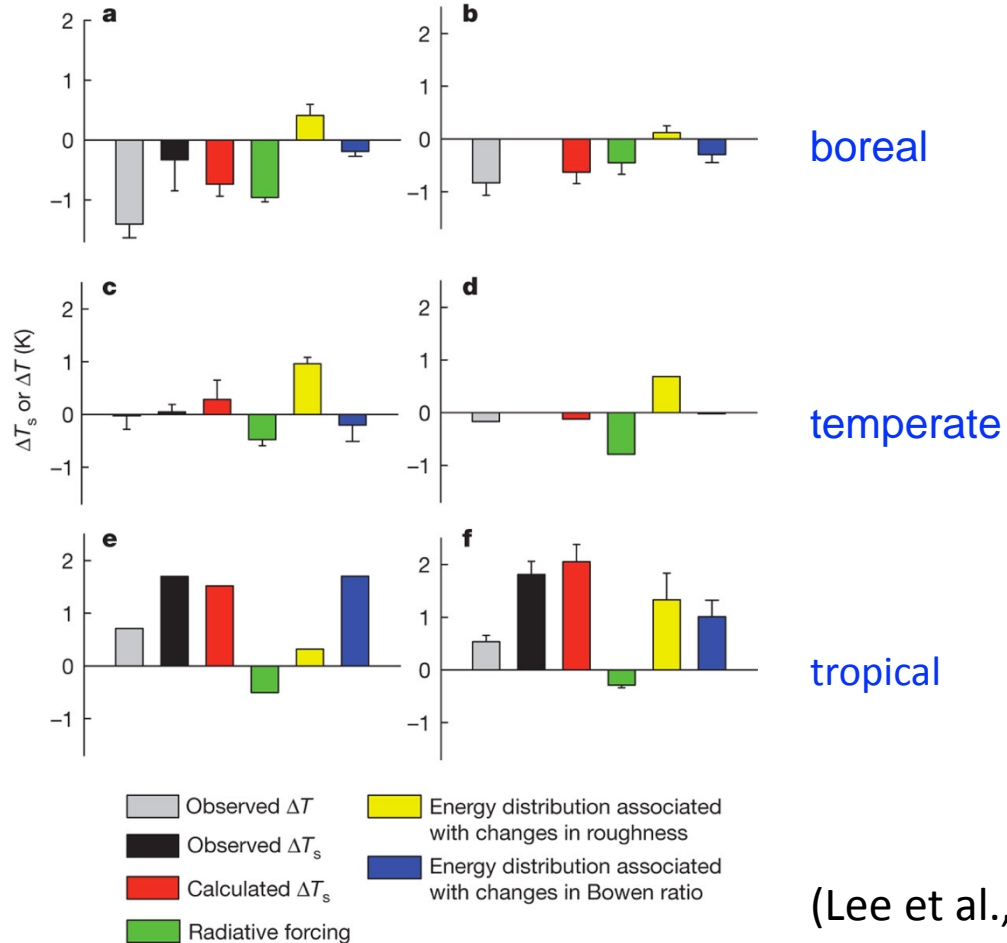 a
b
2
1
0
−1
2
1
0
−1
boreal
c
d
2
1
0
−1
2
1
0
−1
temperate
ΔTs or ΔT (K)
e
f
2
1
0
−1
2
1
0
−1
tropical
Observed ΔT
Observed ΔTs
Calculated ΔTs
Radiative forcing
Energy distribution associated
with changes in roughness
Energy distribution associated
with changes in Bowen ratio
(Lee et al.,